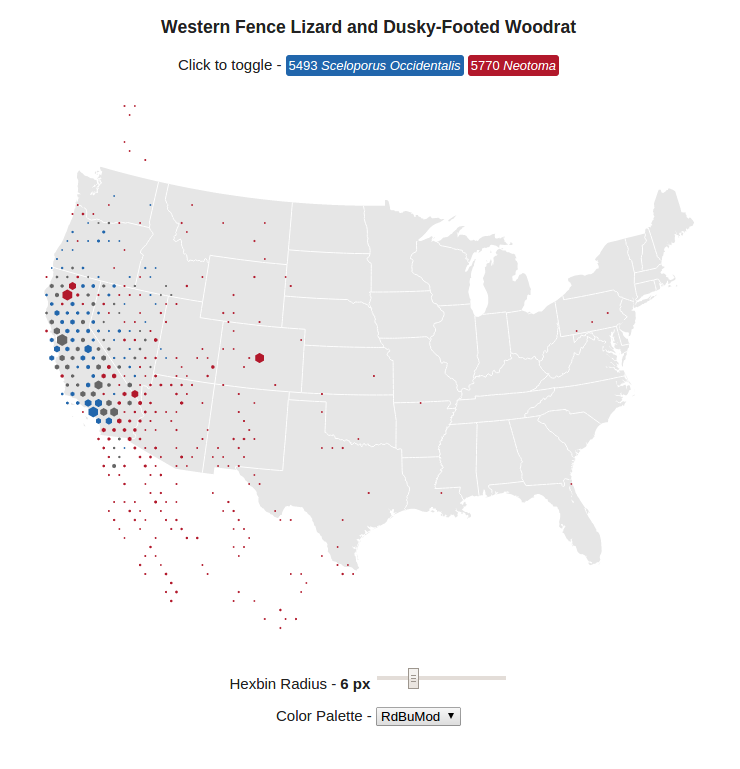 Western Fence Lizard and Dusky-Footed Woodrat
Click to toggle - 5493 Sceloporus Occidentalis 5770 Neotoma
Hexbin Radius - 6 px
Color Palette - RdBuMod